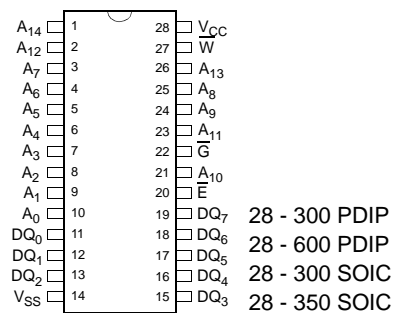 A14 1 28 VCC
A12 2 27 W̅
A7 3 26 A13
A6 4 25 A8
A5 5 24 A9
A4 6 23 A11
A3 7 22 G̅
A2 8 21 A10
A1 9 20 E̅
A0 10 19 DQ7 28 - 300 PDIP
DQ0 11 18 DQ6 28 - 600 PDIP
DQ1 12 17 DQ5
DQ2 13 16 DQ4 28 - 300 SOIC
VSS 14 15 DQ3 28 - 350 SOIC